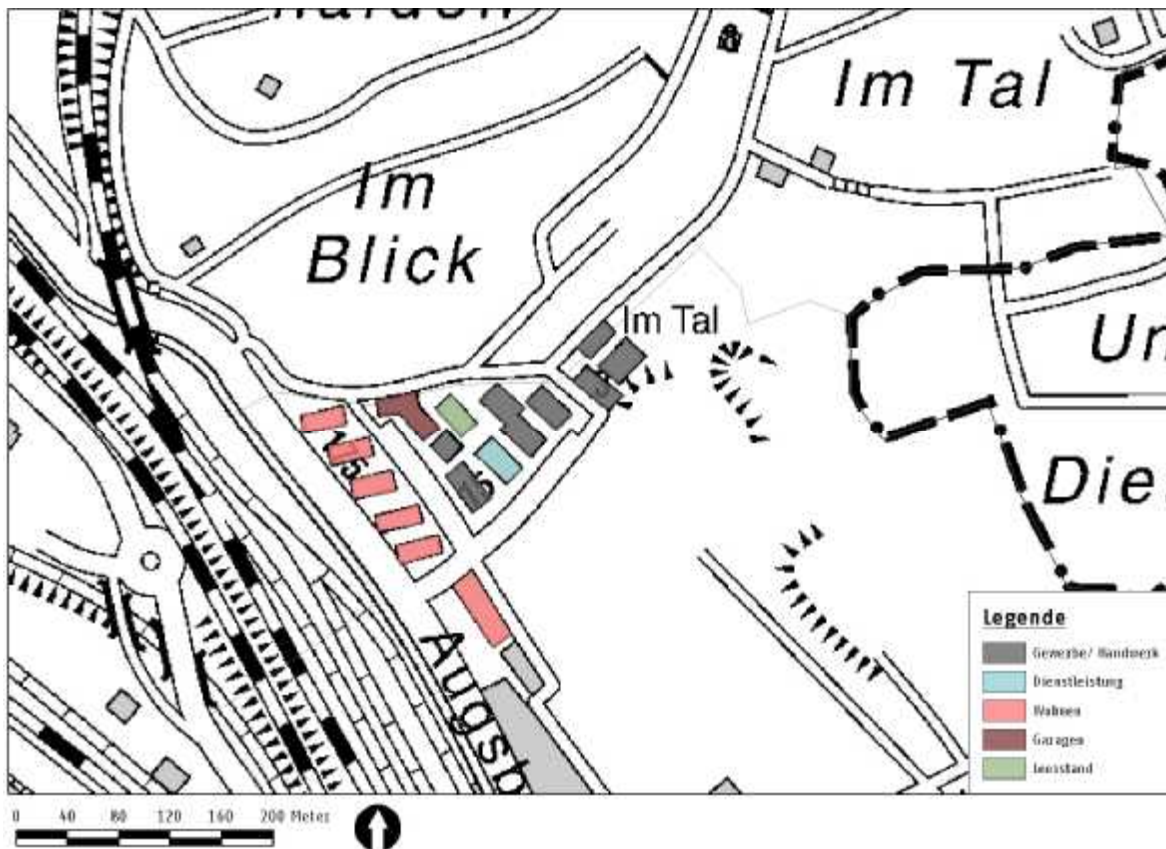 Halden
Im Tal
Im
Blick
Im Tal
Un
Die
Augsb
Legende
Gewerbe/ Handwerk
Dienstleistung
Wohnen
Garagen
Leerstand
0 40 80 120 160 200 Meter